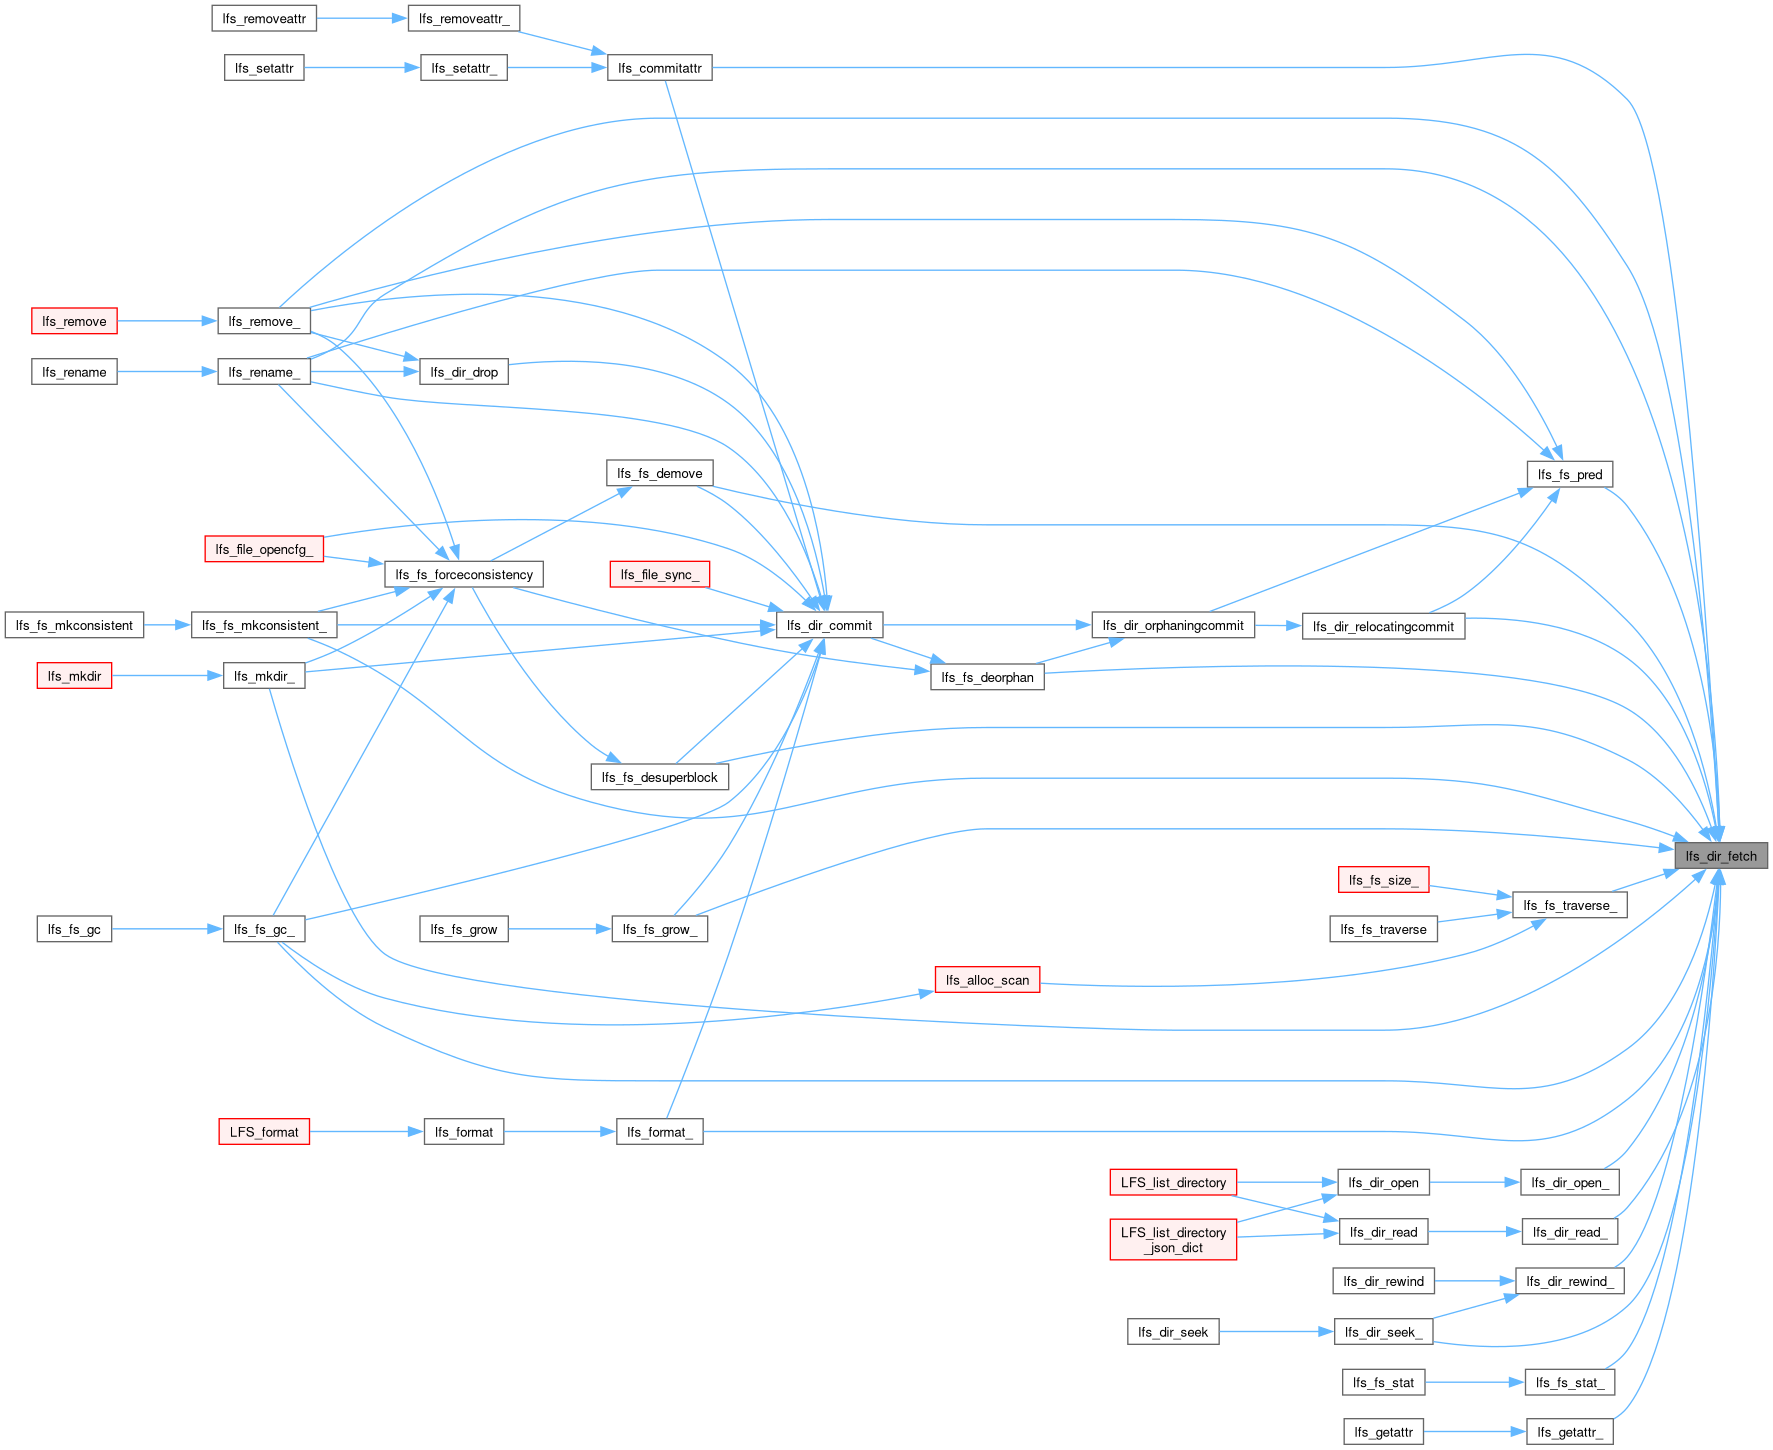 lfs_removeattr
lfs_removeattr_
lfs_setattr
lfs_setattr_
lfs_commitattr
lfs_remove
lfs_remove_
lfs_rename
lfs_rename_
lfs_dir_drop
lfs_fs_demove
lfs_fs_pred
lfs_file_opencfg_
lfs_fs_forceconsistency
lfs_file_sync_
lfs_fs_mkconsistent
lfs_fs_mkconsistent_
lfs_dir_commit
lfs_dir_orphaningcommit
lfs_dir_relocatingcommit
lfs_mkdir
lfs_mkdir_
lfs_fs_deorphan
lfs_fs_desuperblock
lfs_dir_fetch
lfs_fs_size_
lfs_fs_traverse_
lfs_fs_traverse
lfs_fs_gc
lfs_fs_gc_
lfs_fs_grow
lfs_fs_grow_
lfs_alloc_scan
LFS_format
lfs_format
lfs_format_
LFS_list_directory
lfs_dir_open
lfs_dir_open_
LFS_list_directory
_json_dict
lfs_dir_read
lfs_dir_read_
lfs_dir_rewind
lfs_dir_rewind_
lfs_dir_seek
lfs_dir_seek_
lfs_fs_stat
lfs_fs_stat_
lfs_getattr
lfs_getattr_